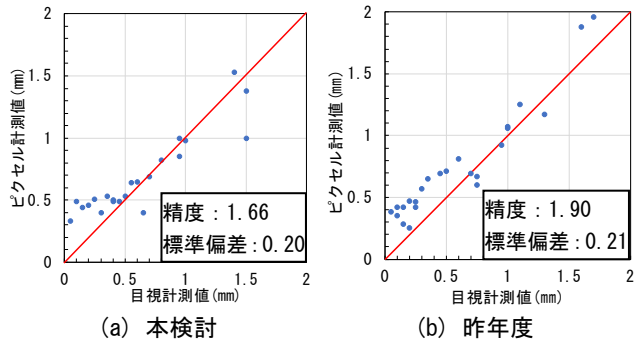 2
1.5
1
0.5
0
ピクセル計測値(mm)
精度：1.66
標準偏差：0.20
0
0.5
1
1.5
2
目視計測値(mm)
(a) 本検討
2
1.5
1
0.5
0
ピクセル計測値(mm)
精度：1.90
標準偏差：0.21
0
0.5
1
1.5
2
目視計測値(mm)
(b) 昨年度